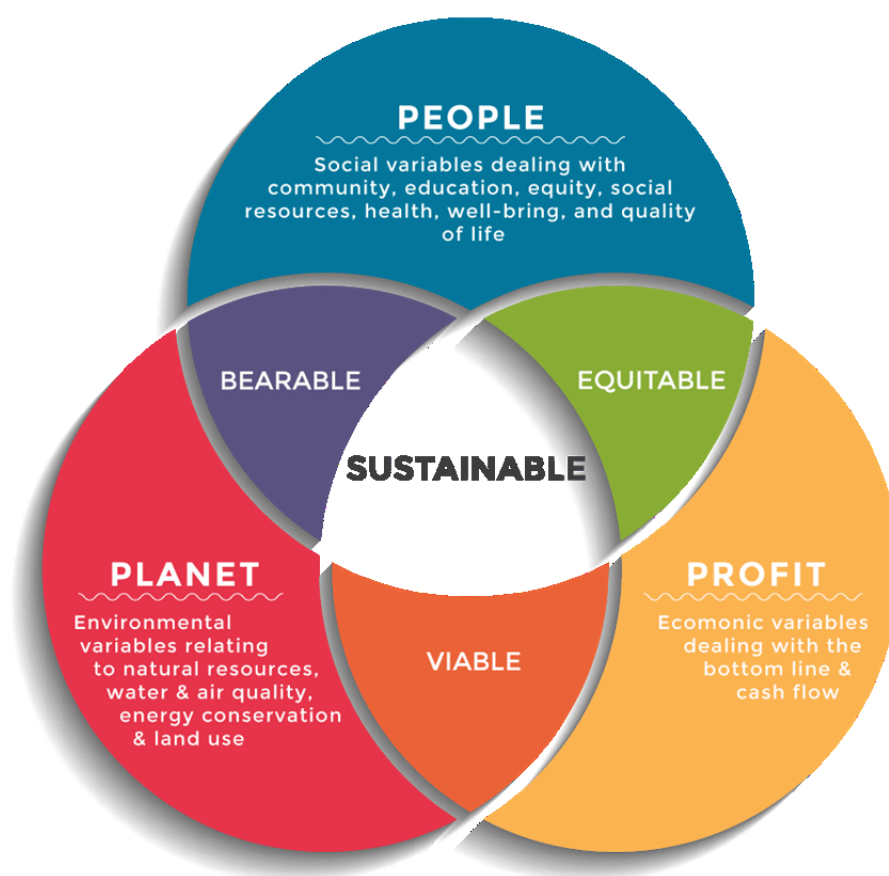 PEOPLE
Social variables dealing with
community, education, equity, social
resources, health, well-bring, and quality
of life
BEARABLE
EQUITABLE
SUSTAINABLE
PLANET
Environmental
variables relating
to natural resources,
water & air quality,
energy conservation
& land use
VIABLE
PROFIT
Ecomonic variables
dealing with the
bottom line &
cash flow